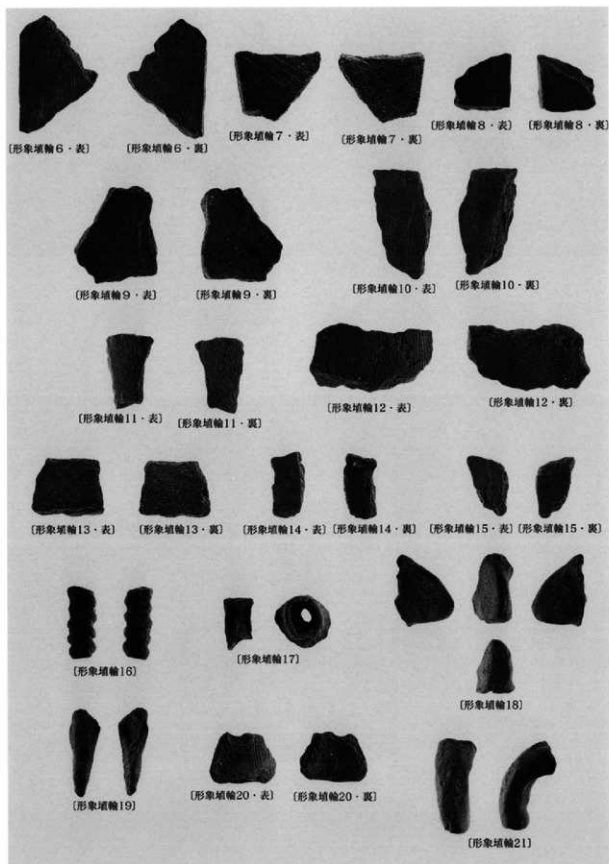 〔形象埴輪6・表〕
〔形象埴輪6・裏〕
〔形象埴輪7・表〕
〔形象埴輪7・裏〕
〔形象埴輪8・表〕
〔形象埴輪8・裏〕
〔形象埴輪9・表〕
〔形象埴輪9・裏〕
〔形象埴輪10・表〕
〔形象埴輪10・裏〕
〔形象埴輪11・表〕
〔形象埴輪11・裏〕
〔形象埴輪12・表〕
〔形象埴輪12・裏〕
〔形象埴輪13・表〕
〔形象埴輪13・裏〕
〔形象埴輪14・表〕
〔形象埴輪14・裏〕
〔形象埴輪15・表〕
〔形象埴輪15・裏〕
〔形象埴輪16〕
〔形象埴輪17〕
〔形象埴輪18〕
〔形象埴輪19〕
〔形象埴輪20・表〕
〔形象埴輪20・裏〕
〔形象埴輪21〕